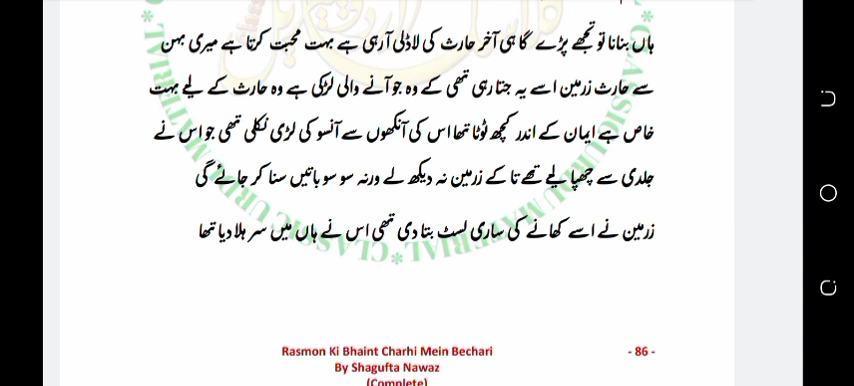 ہاں بنانا تو تجھے پڑے گا ہی آخر حارث کی لاڈلی آرہی ہے بہت محبت کرتا ہے میری بہن
سے حارث زرمین اسے یہ جتا رہی تھی کے وہ جو آنے والی لڑکی ہے وہ حارث کے لیے بہت
خاص ہے ایمان کے اندر کچھ ٹوٹا تھا اس کی آنکھوں سے آنسو کی لڑی نکلی تھی جو اس نے
جلدی سے چھپا لیے تھے تا کے زرمین نہ دیکھ لے ورنہ سو سو باتیں سنا کر جائے گی
زرمین نے اسے کھانے کی ساری لسٹ بتا دی تھی اس نے ہاں میں سر ہلا دیا تھا
Rasmon Ki Bhaint Charhi Mein Bechari - 86 -
By Shagufta Nawaz
(Complete)